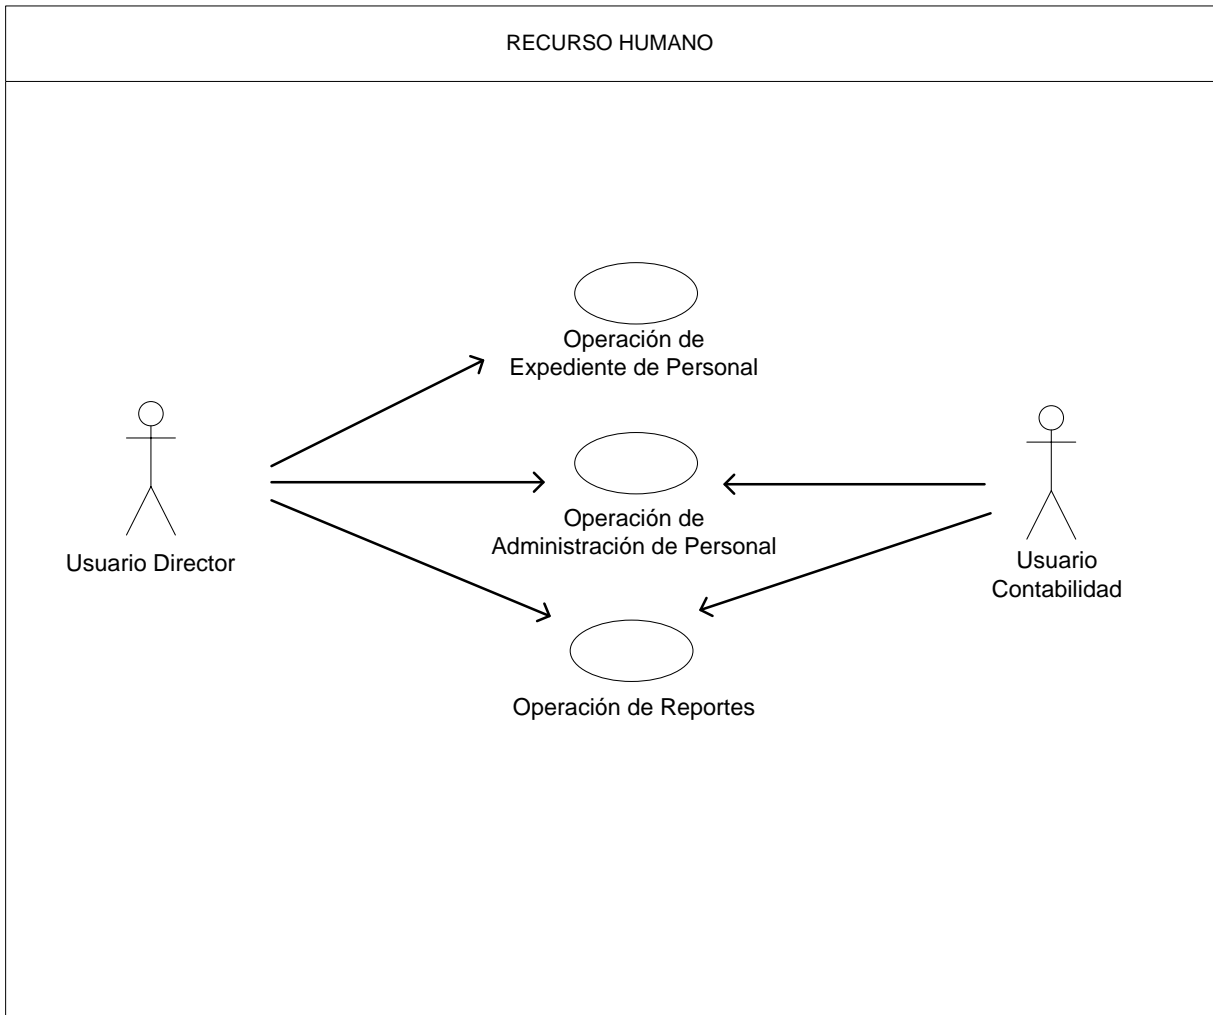 RECURSO HUMANO
Operación de
Expediente de Personal
Operación de
Administración de Personal
Usuario Director
Usuario
Contabilidad
Operación de Reportes